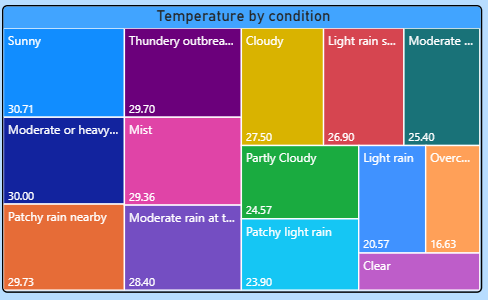 Temperature by condition
Sunny
30.71
Moderate or heavy...
30.00
Patchy rain nearby
29.73
Thundery outbrea...
29.70
Mist
29.36
Moderate rain at t...
28.40
Cloudy
27.50
Light rain s...
26.90
Moderate ...
25.40
Partly Cloudy
24.57
Patchy light rain
23.90
Light rain
20.57
Overc...
16.63
Clear